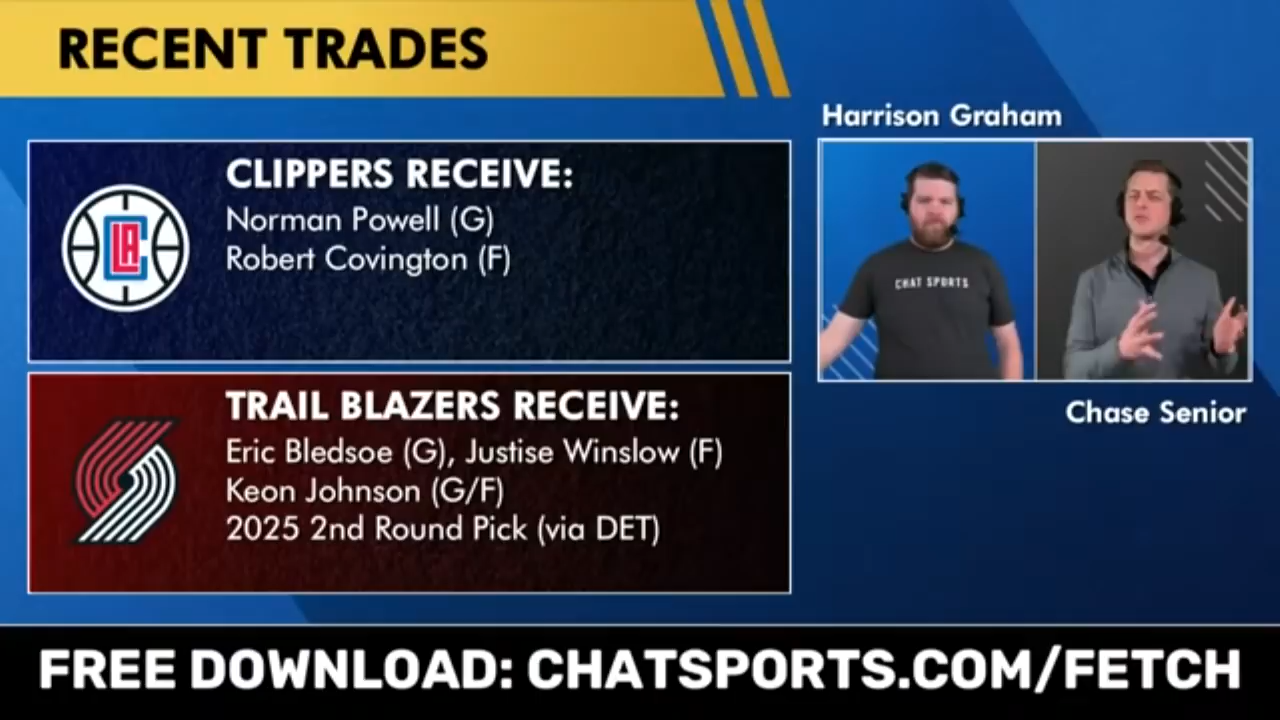 RECENT TRADES
Harrison Graham
CLIPPERS RECEIVE:
Norman Powell (G)
Robert Covington (F)
LA
CHAT SPORTS
TRAIL BLAZERS RECEIVE:
Eric Bledsoe (G), Justise Winslow (F)
Keon Johnson (G/F)
2025 2nd Round Pick (via DET)
Chase Senior
FREE DOWNLOAD: CHATSPORTS.COM/FETCH